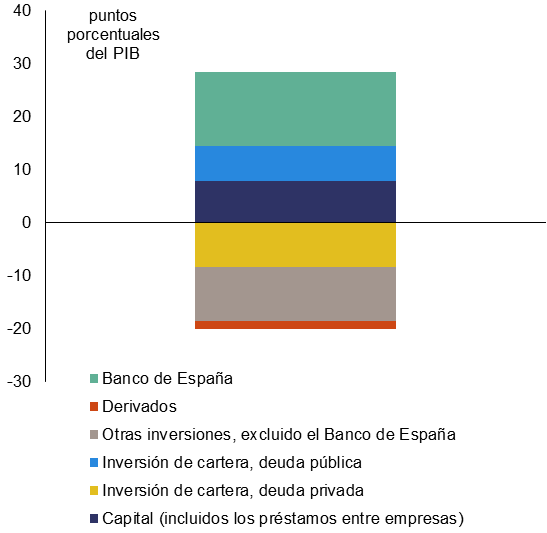 40
puntos
porcentuales
del PIB
30
20
10
0
-10
-20
-30
Banco de España
Derivados
Otras inversiones, excluido el Banco de España
Inversión de cartera, deuda pública
Inversión de cartera, deuda privada
Capital (incluidos los préstamos entre empresas)